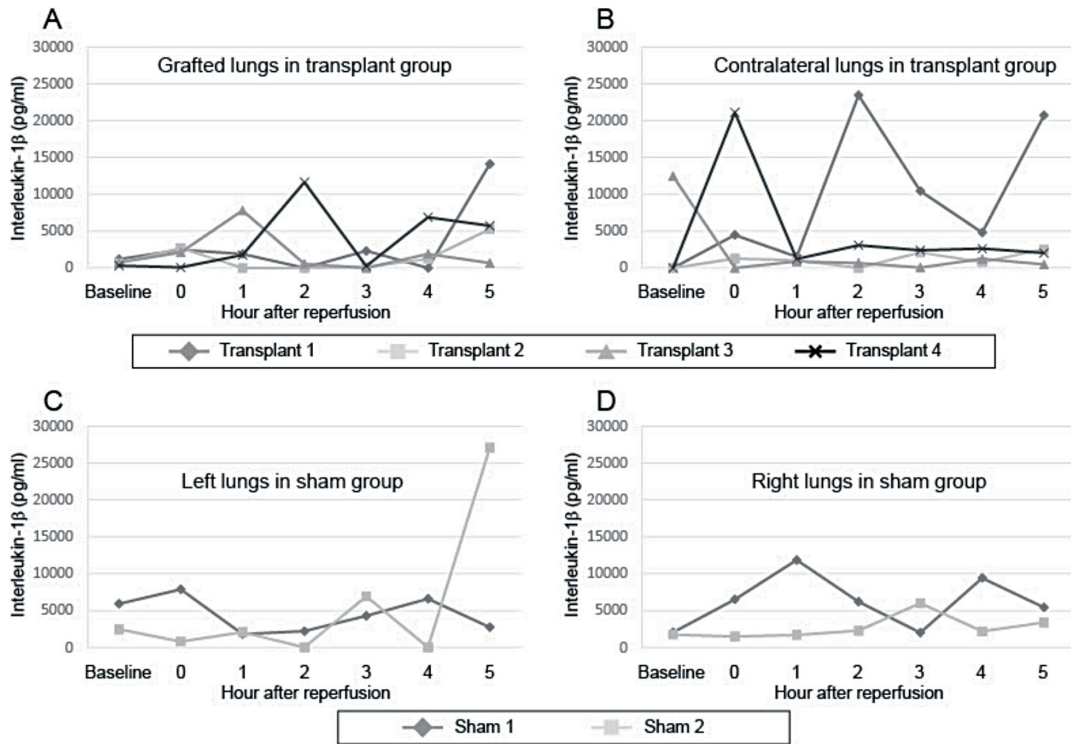 A
Grafted lungs in transplant group
Interleukin-1β (pg/ml)
30000
25000
20000
15000
10000
5000
0
Baseline 0 1 2 3 4 5
Hour after reperfusion
B
Contralateral lungs in transplant group
Interleukin-1β (pg/ml)
30000
25000
20000
15000
10000
5000
0
Baseline 0 1 2 3 4 5
Hour after reperfusion
Transplant 1 Transplant 2 Transplant 3 Transplant 4
C
Left lungs in sham group
Interleukin-1β (pg/ml)
30000
25000
20000
15000
10000
5000
0
Baseline 0 1 2 3 4 5
Hour after reperfusion
D
Right lungs in sham group
Interleukin-1β (pg/ml)
30000
25000
20000
15000
10000
5000
0
Baseline 0 1 2 3 4 5
Hour after reperfusion
Sham 1 Sham 2